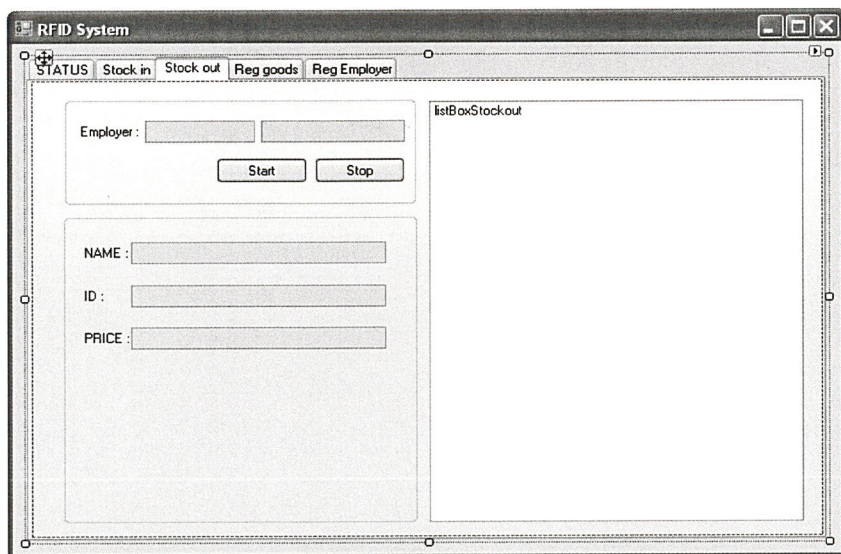 RFID System
STATUS Stock in Stock out Reg goods Reg Employer
Employer :
Start Stop
NAME :
ID :
PRICE :
listBoxStockout